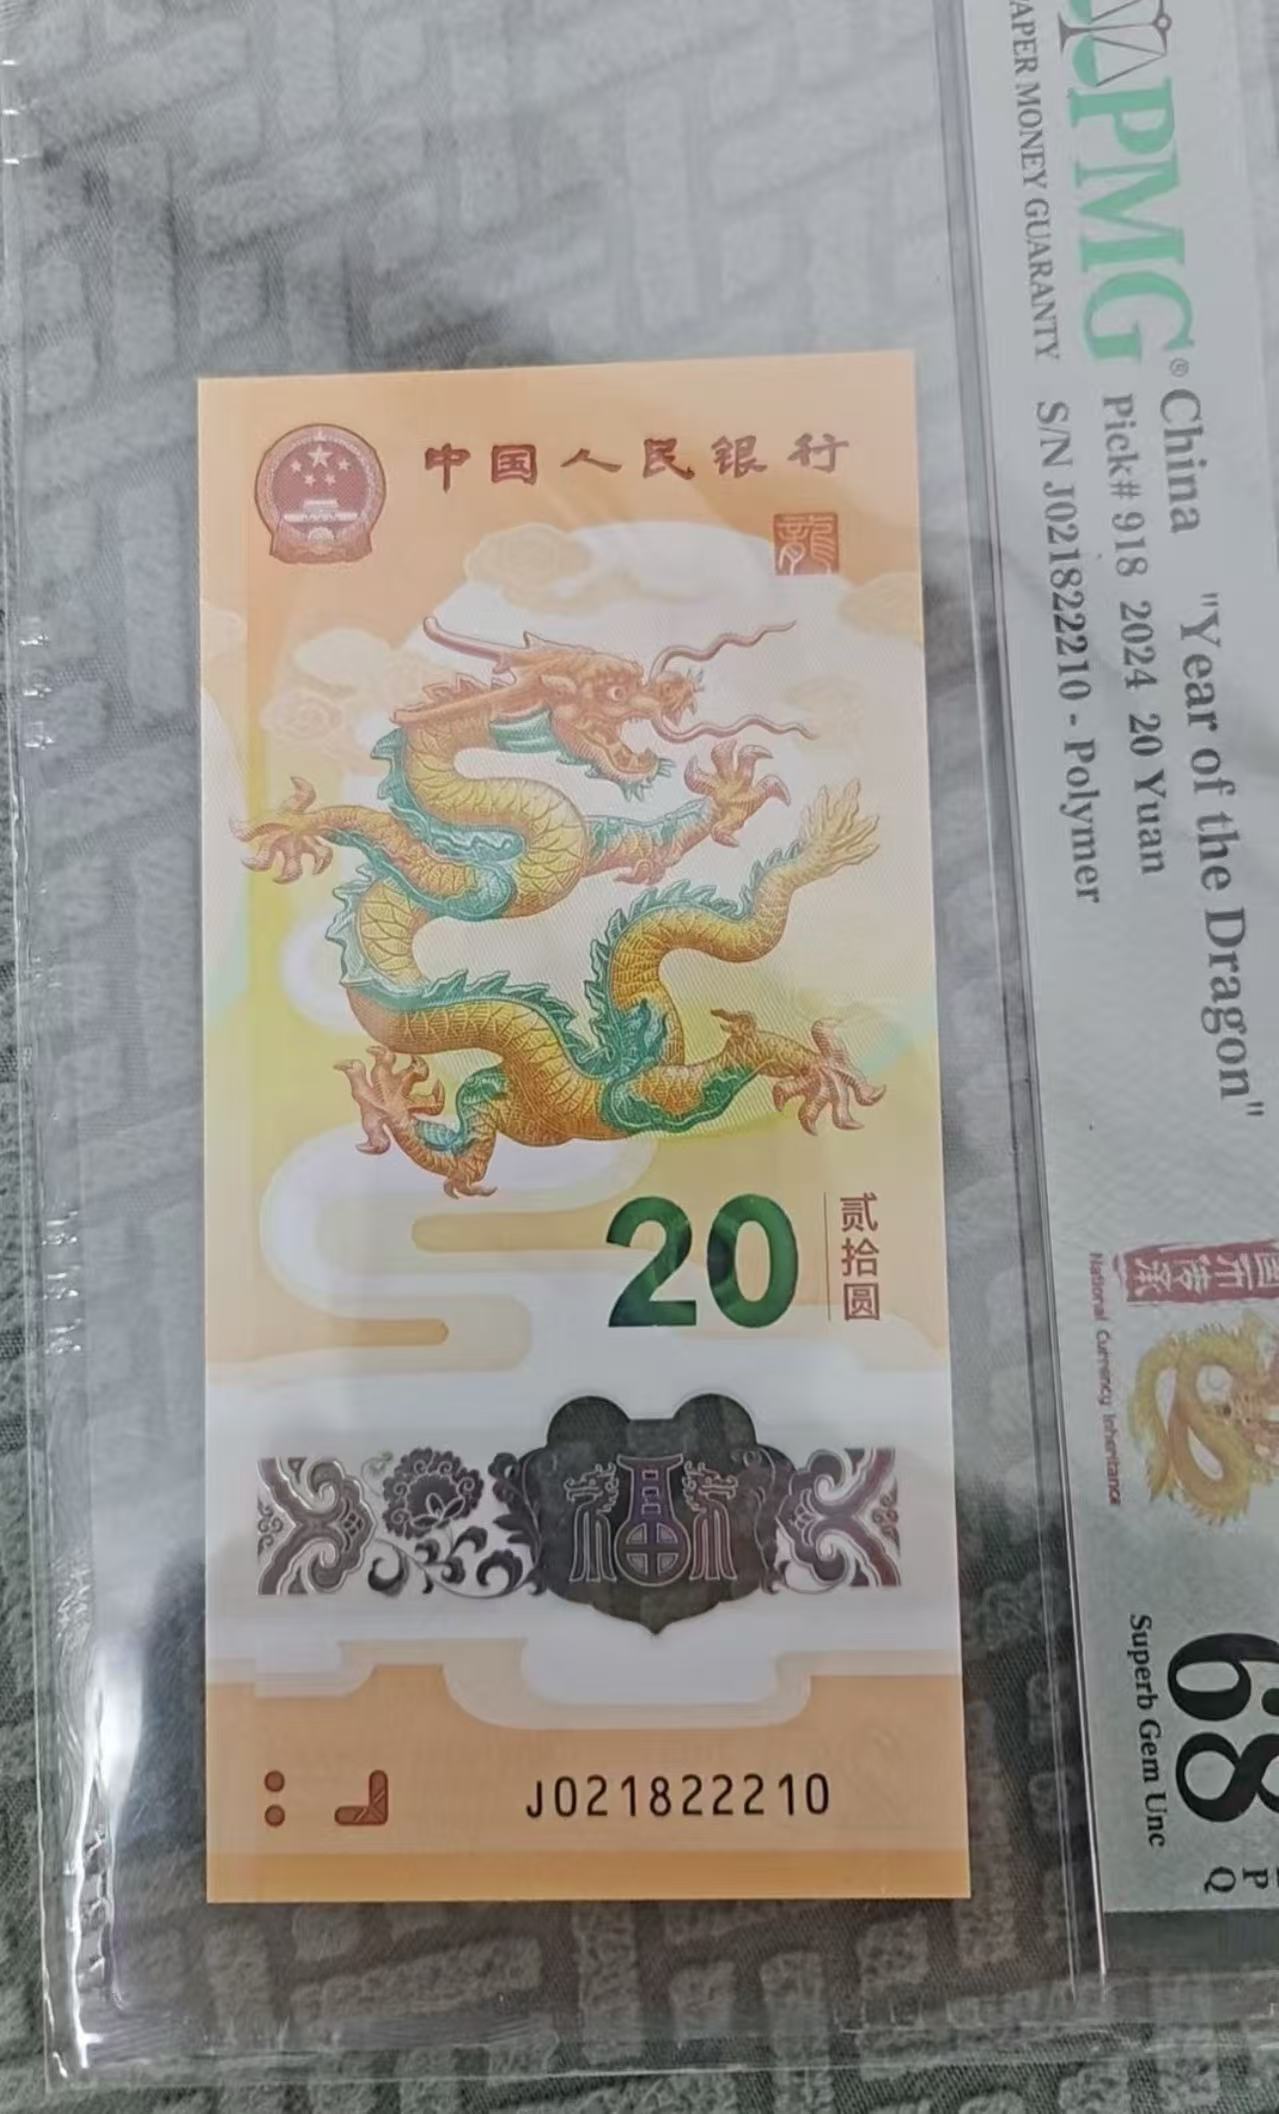 中国人民银行
龍
20
贰拾圆
J021822210
PMG®
PAPER MONEY GUARANTY
China "Year of the Dragon"
Pick# 918 2024 20 Yuan
S/N J021822210 - Polymer
National Currency Inheritance
68
Superb Gem Unc
P
Q